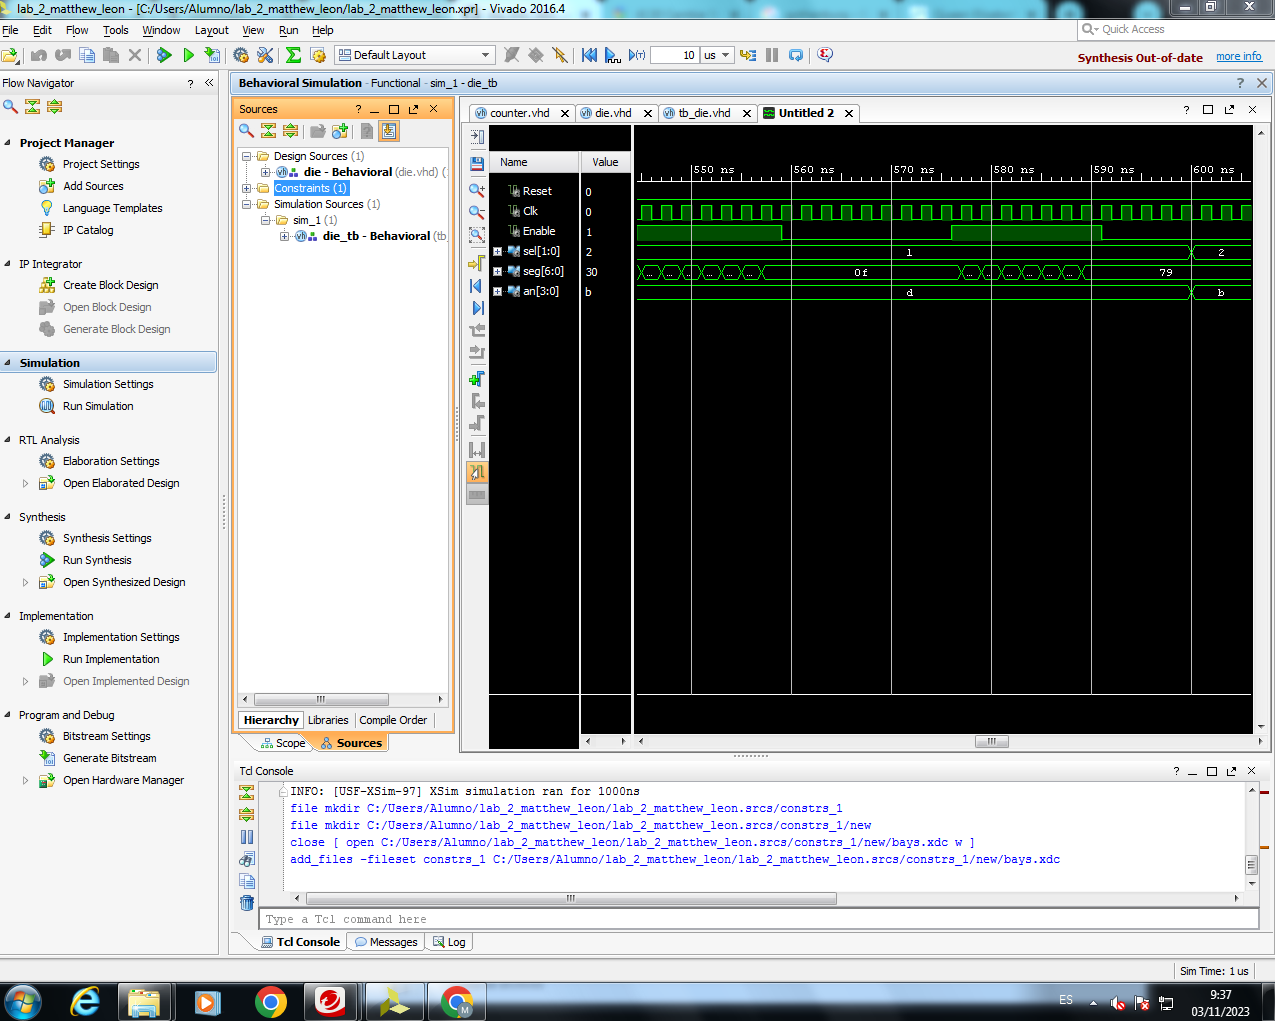 lab_2_matthew_leon - [C:/Users/Alumno/lab_2_matthew_leon/lab_2_matthew_leon.xpr] - Vivado 2016.4
File Edit Flow Tools Window Layout View Run Help
Quick Access
Default Layout
10 us
Synthesis Out-of-date more info
Flow Navigator
Project Manager
Project Settings
Add Sources
Language Templates
IP Catalog
IP Integrator
Create Block Design
Open Block Design
Generate Block Design
Simulation
Simulation Settings
Run Simulation
RTL Analysis
Elaboration Settings
Open Elaborated Design
Synthesis
Synthesis Settings
Run Synthesis
Open Synthesized Design
Implementation
Implementation Settings
Run Implementation
Open Implemented Design
Program and Debug
Bitstream Settings
Generate Bitstream
Open Hardware Manager
Behavioral Simulation - Functional - sim_1 - die_tb
Sources
Design Sources (1)
die - Behavioral (die.vhd) (
Constraints (1)
Simulation Sources (1)
sim_1 (1)
die_tb - Behavioral (tb_
Hierarchy Libraries Compile Order
Scope Sources
counter.vhd die.vhd tb_die.vhd Untitled 2
Name Value
550 ns 560 ns 570 ns 580 ns 590 ns 600 ns
Reset 0
Clk 0
Enable 1
sel[1:0] 2 1 2
seg[6:0] 30 ... ... ... ... ... ... 0f ... ... ... ... ... ... 79
an[3:0] b d b
Tcl Console
INFO: [USF-XSim-97] XSim simulation ran for 1000ns
file mkdir C:/Users/Alumno/lab_2_matthew_leon/lab_2_matthew_leon.srcs/constrs_1
file mkdir C:/Users/Alumno/lab_2_matthew_leon/lab_2_matthew_leon.srcs/constrs_1/new
close [ open C:/Users/Alumno/lab_2_matthew_leon/lab_2_matthew_leon.srcs/constrs_1/new/bays.xdc w ]
add_files -fileset constrs_1 C:/Users/Alumno/lab_2_matthew_leon/lab_2_matthew_leon.srcs/constrs_1/new/bays.xdc
Type a Tcl command here
Tcl Console Messages Log
Sim Time: 1 us
ES
9:37
03/11/2023